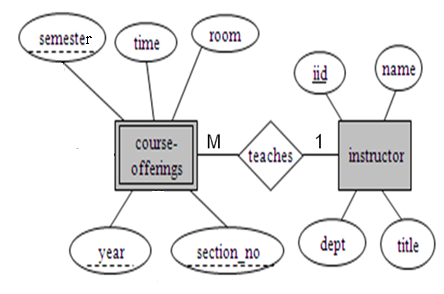 semester
time
room
iid
name
course-
offerings
M
teaches
1
instructor
year
section_no
dept
title